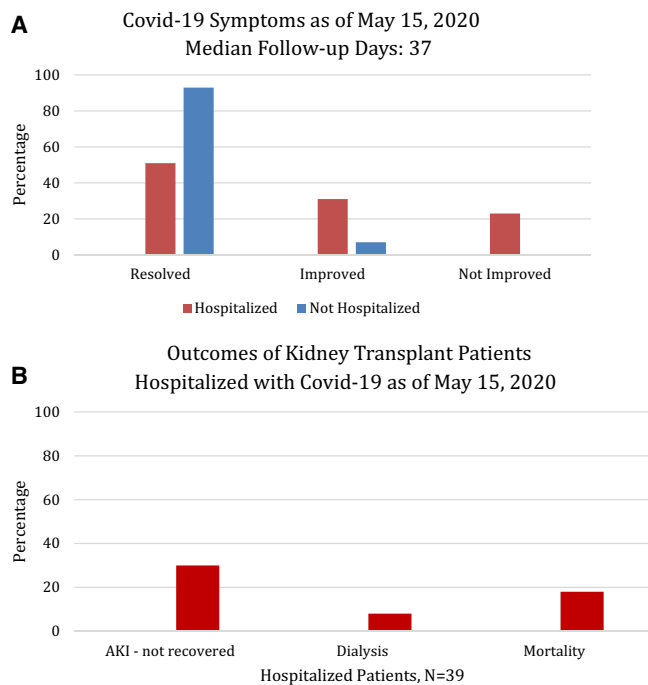 A
Covid-19 Symptoms as of May 15, 2020
Median Follow-up Days: 37
100
80
60
40
20
0
Percentage
Resolved
Improved
Not Improved
Hospitalized
Not Hospitalized
B
Outcomes of Kidney Transplant Patients
Hospitalized with Covid-19 as of May 15, 2020
100
80
60
40
20
0
Percentage
AKI - not recovered
Dialysis
Mortality
Hospitalized Patients, N=39